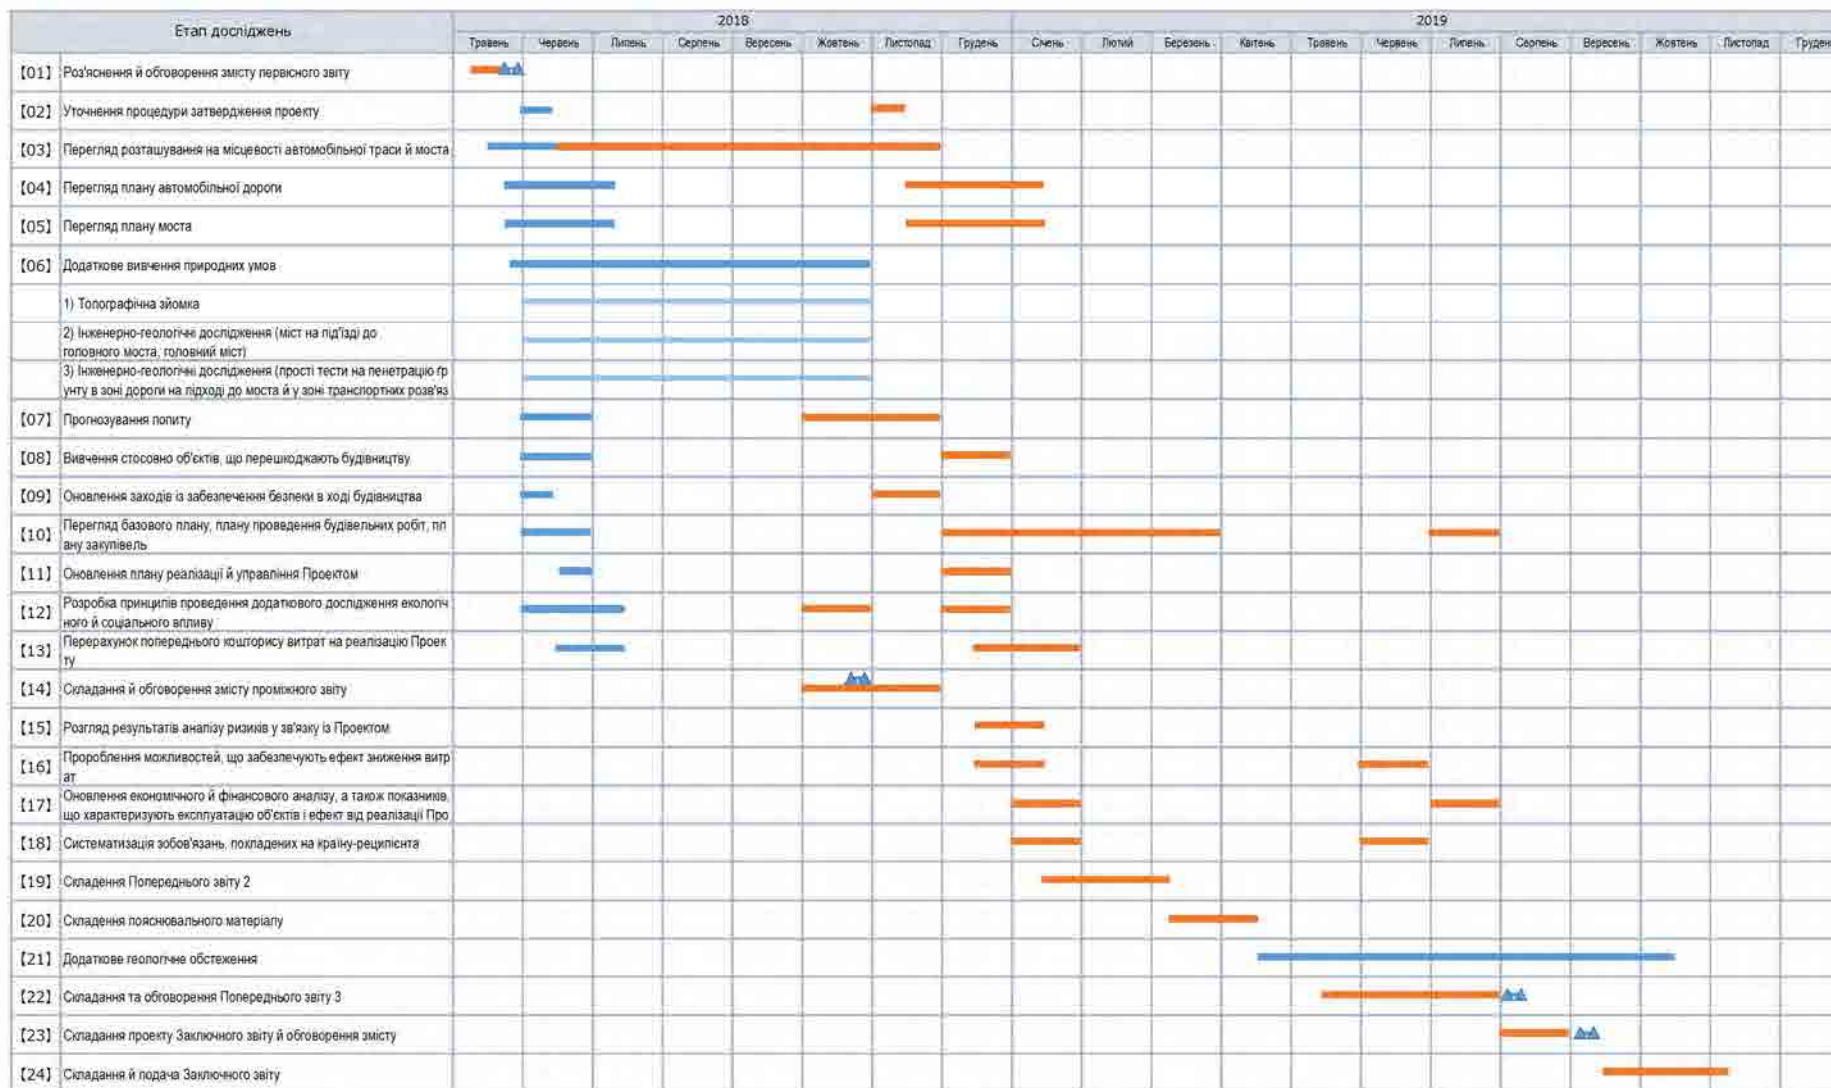 Етап досліджень
2018
2019
Травень Червень Липень Серпень Вересень Жовтень Листопад Грудень Січень Лютий Березень Квітень Травень Червень Липень Серпень Вересень Жовтень Листопад Грудень
【01】 Роз'яснення й обговорення змісту первісного звіту
【02】 Уточнення процедури затвердження проекту
【03】 Перегляд розташування на місцевості автомобільної траси й моста
【04】 Перегляд плану автомобільної дороги
【05】 Перегляд плану моста
【06】 Додаткове вивчення природних умов
1) Топографічна зйомка
2) Інженерно-геологічні дослідження (міст на під'їзді до
головного моста, головний міст)
3) Інженерно-геологічні дослідження (прості тести на пенетрацію ґр
унту в зоні дороги на підході до моста й у зоні транспортних розв'яз
【07】 Прогнозування попиту
【08】 Вивчення стосовно об'єктів, що перешкоджають будівництву
【09】 Оновлення заходів із забезпечення безпеки в ході будівництва
【10】 Перегляд базового плану, плану проведення будівельних робіт, пл
ану закупівель
【11】 Оновлення плану реалізації й управління Проектом
【12】 Розробка принципів проведення додаткового дослідження екологіч
ного й соціального впливу
【13】 Перерахунок попереднього кошторису витрат на реалізацію Проек
ту
【14】 Складання й обговорення змісту проміжного звіту
【15】 Розгляд результатів аналізу ризиків у зв'язку із Проектом
【16】 Пророблення можливостей, що забезпечують ефект зниження витр
ат
【17】 Оновлення економічного й фінансового аналізу, а також показників,
що характеризують експлуатацію об'єктів і ефект від реалізації Про
【18】 Систематизація зобов'язань, покладених на країну-реципієнта
【19】 Складення Попереднього звіту 2
【20】 Складення пояснювального матеріалу
【21】 Додаткове геологічне обстеження
【22】 Складання та обговорення Попереднього звіту 3
【23】 Складання проекту Заключного звіту й обговорення змісту
【24】 Складання й подача Заключного звіту